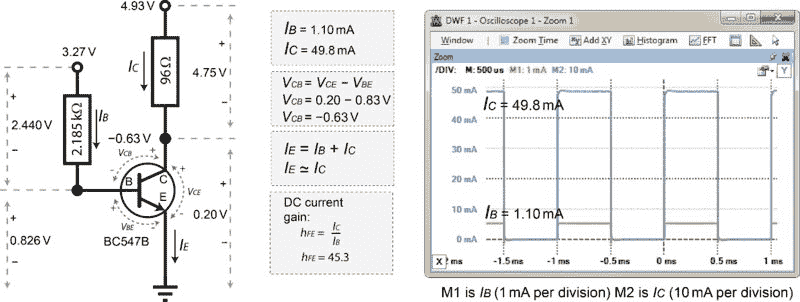 4.93 V
3.27 V
IC
96 Ω
+
4.75 V
−
+
2.440 V
−
2.185 kΩ
IB
−0.63 V
VCB
+
B
C
E
VCE
VBE
BC547B
IE
+
0.20 V
−
+
0.826 V
−
IB = 1.10 mA
IC = 49.8 mA
VCB = VCE − VBE
VCB = 0.20 − 0.83 V
VCB = −0.63 V
IE = IB + IC
IE ≃ IC
DC current
gain:
hFE = IC / IB
hFE = 45.3
DWF 1 - Oscilloscope 1 - Zoom 1
Window Zoom Time Add XY Histogram FFT
Zoom
/DIV: M: 500 us M1: 1 mA M2: 10 mA Y
50 mA
IC = 49.8 mA
40 mA
30 mA
20 mA
10 mA
IB = 1.10 mA
0 mA
X 2 ms -1.5 ms -1 ms -0.5 ms 0 ms 0.5 ms 1 ms
M1 is IB (1 mA per division) M2 is IC (10 mA per division)